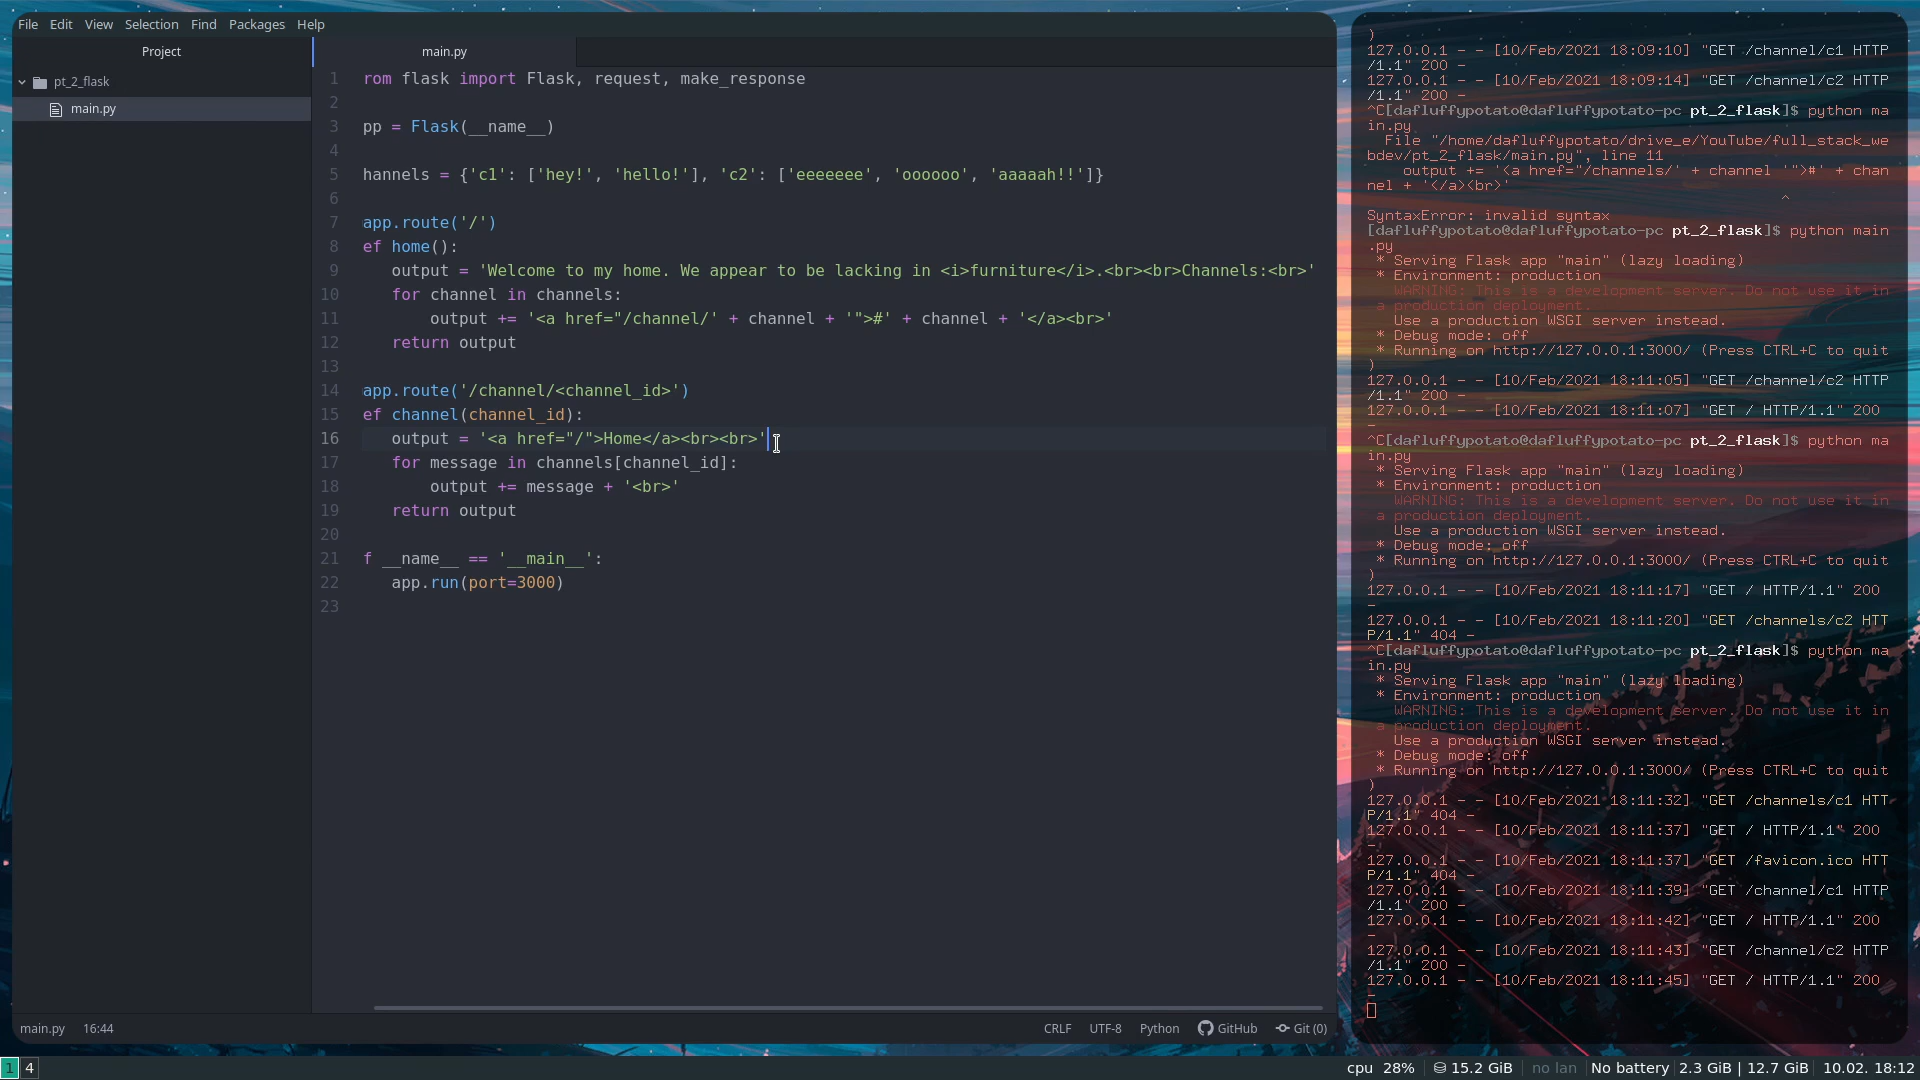 File Edit View Selection Find Packages Help
Project
pt_2_flask
main.py
main.py
1 rom flask import Flask, request, make_response
2
3 pp = Flask(__name__)
4
5 hannels = {'c1': ['hey!', 'hello!'], 'c2': ['eeeeeee', 'oooooo', 'aaaaah!!']}
6
7 app.route('/')
8 ef home():
9 output = 'Welcome to my home. We appear to be lacking in <i>furniture</i>.<br><br>Channels:<br>'
10 for channel in channels:
11 output += '<a href="/channel/' + channel + '">#' + channel + '</a><br>'
12 return output
13
14 app.route('/channel/<channel_id>')
15 ef channel(channel_id):
16 output = '<a href="/">Home</a><br><br>'
17 for message in channels[channel_id]:
18 output += message + '<br>'
19 return output
20
21 f __name__ == '__main__':
22 app.run(port=3000)
23
main.py 16:44
CRLF UTF-8 Python GitHub Git (0)
)
127.0.0.1 - - [10/Feb/2021 18:09:10] "GET /channel/c1 HTTP
/1.1" 200 -
127.0.0.1 - - [10/Feb/2021 18:09:14] "GET /channel/c2 HTTP
/1.1" 200 -
^C[dafluffypotato@dafluffypotato-pc pt_2_flask]$ python ma
in.py
File "/home/dafluffypotato/drive_e/YouTube/full_stack_we
bdev/pt_2_flask/main.py", line 11
output += '<a href="/channels/' + channel '">#' + chan
nel + '</a><br>'
^
SyntaxError: invalid syntax
[dafluffypotato@dafluffypotato-pc pt_2_flask]$ python main
.py
* Serving Flask app "main" (lazy loading)
* Environment: production
WARNING: This is a development server. Do not use it in
a production deployment.
Use a production WSGI server instead.
* Debug mode: off
* Running on http://127.0.0.1:3000/ (Press CTRL+C to quit
)
127.0.0.1 - - [10/Feb/2021 18:11:05] "GET /channel/c2 HTTP
/1.1" 200 -
127.0.0.1 - - [10/Feb/2021 18:11:07] "GET / HTTP/1.1" 200
-
^C[dafluffypotato@dafluffypotato-pc pt_2_flask]$ python ma
in.py
* Serving Flask app "main" (lazy loading)
* Environment: production
WARNING: This is a development server. Do not use it in
a production deployment.
Use a production WSGI server instead.
* Debug mode: off
* Running on http://127.0.0.1:3000/ (Press CTRL+C to quit
)
127.0.0.1 - - [10/Feb/2021 18:11:17] "GET / HTTP/1.1" 200
-
127.0.0.1 - - [10/Feb/2021 18:11:20] "GET /channels/c2 HTT
P/1.1" 404 -
^C[dafluffypotato@dafluffypotato-pc pt_2_flask]$ python ma
in.py
* Serving Flask app "main" (lazy loading)
* Environment: production
WARNING: This is a development server. Do not use it in
a production deployment.
Use a production WSGI server instead.
* Debug mode: off
* Running on http://127.0.0.1:3000/ (Press CTRL+C to quit
)
127.0.0.1 - - [10/Feb/2021 18:11:32] "GET /channels/c1 HTT
P/1.1" 404 -
127.0.0.1 - - [10/Feb/2021 18:11:37] "GET / HTTP/1.1" 200
-
127.0.0.1 - - [10/Feb/2021 18:11:37] "GET /favicon.ico HTT
P/1.1" 404 -
127.0.0.1 - - [10/Feb/2021 18:11:39] "GET /channel/c1 HTTP
/1.1" 200 -
127.0.0.1 - - [10/Feb/2021 18:11:42] "GET / HTTP/1.1" 200
-
127.0.0.1 - - [10/Feb/2021 18:11:43] "GET /channel/c2 HTTP
/1.1" 200 -
127.0.0.1 - - [10/Feb/2021 18:11:45] "GET / HTTP/1.1" 200
-
1 4
cpu 28% 15.2 GiB no lan No battery 2.3 GiB | 12.7 GiB 10.02. 18:12